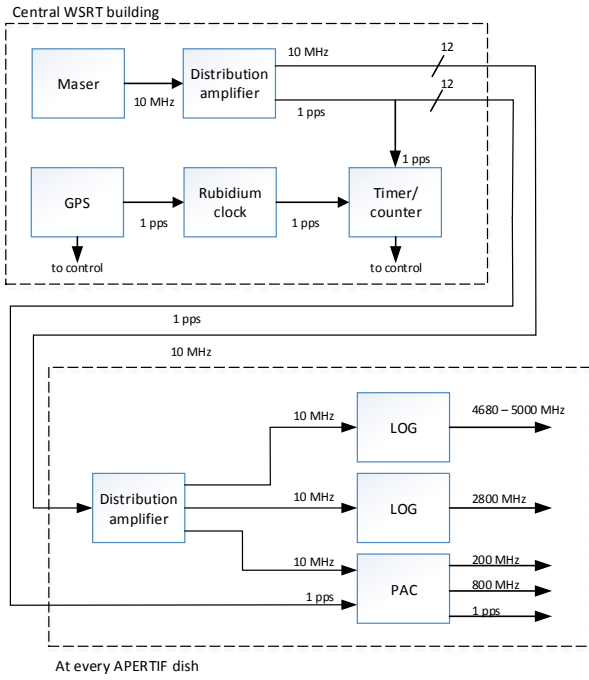 Central WSRT building
Maser
10 MHz
Distribution
amplifier
10 MHz
12
1 pps
12
1 pps
GPS
1 pps
Rubidium
clock
1 pps
Timer/
counter
to control
to control
1 pps
10 MHz
Distribution
amplifier
10 MHz
LOG
4680 – 5000 MHz
10 MHz
LOG
2800 MHz
10 MHz
1 pps
PAC
200 MHz
800 MHz
1 pps
At every APERTIF dish